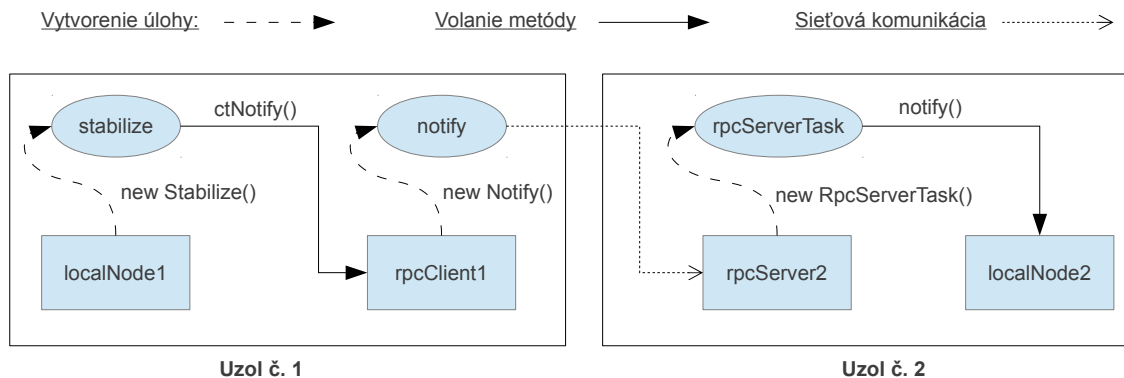 Vytvorenie úlohy:
Volanie metódy
Sieťová komunikácia
stabilize
ctNotify()
notify
rpcServerTask
notify()
new Stabilize()
new Notify()
new RpcServerTask()
localNode1
rpcClient1
rpcServer2
localNode2
Uzol č. 1
Uzol č. 2